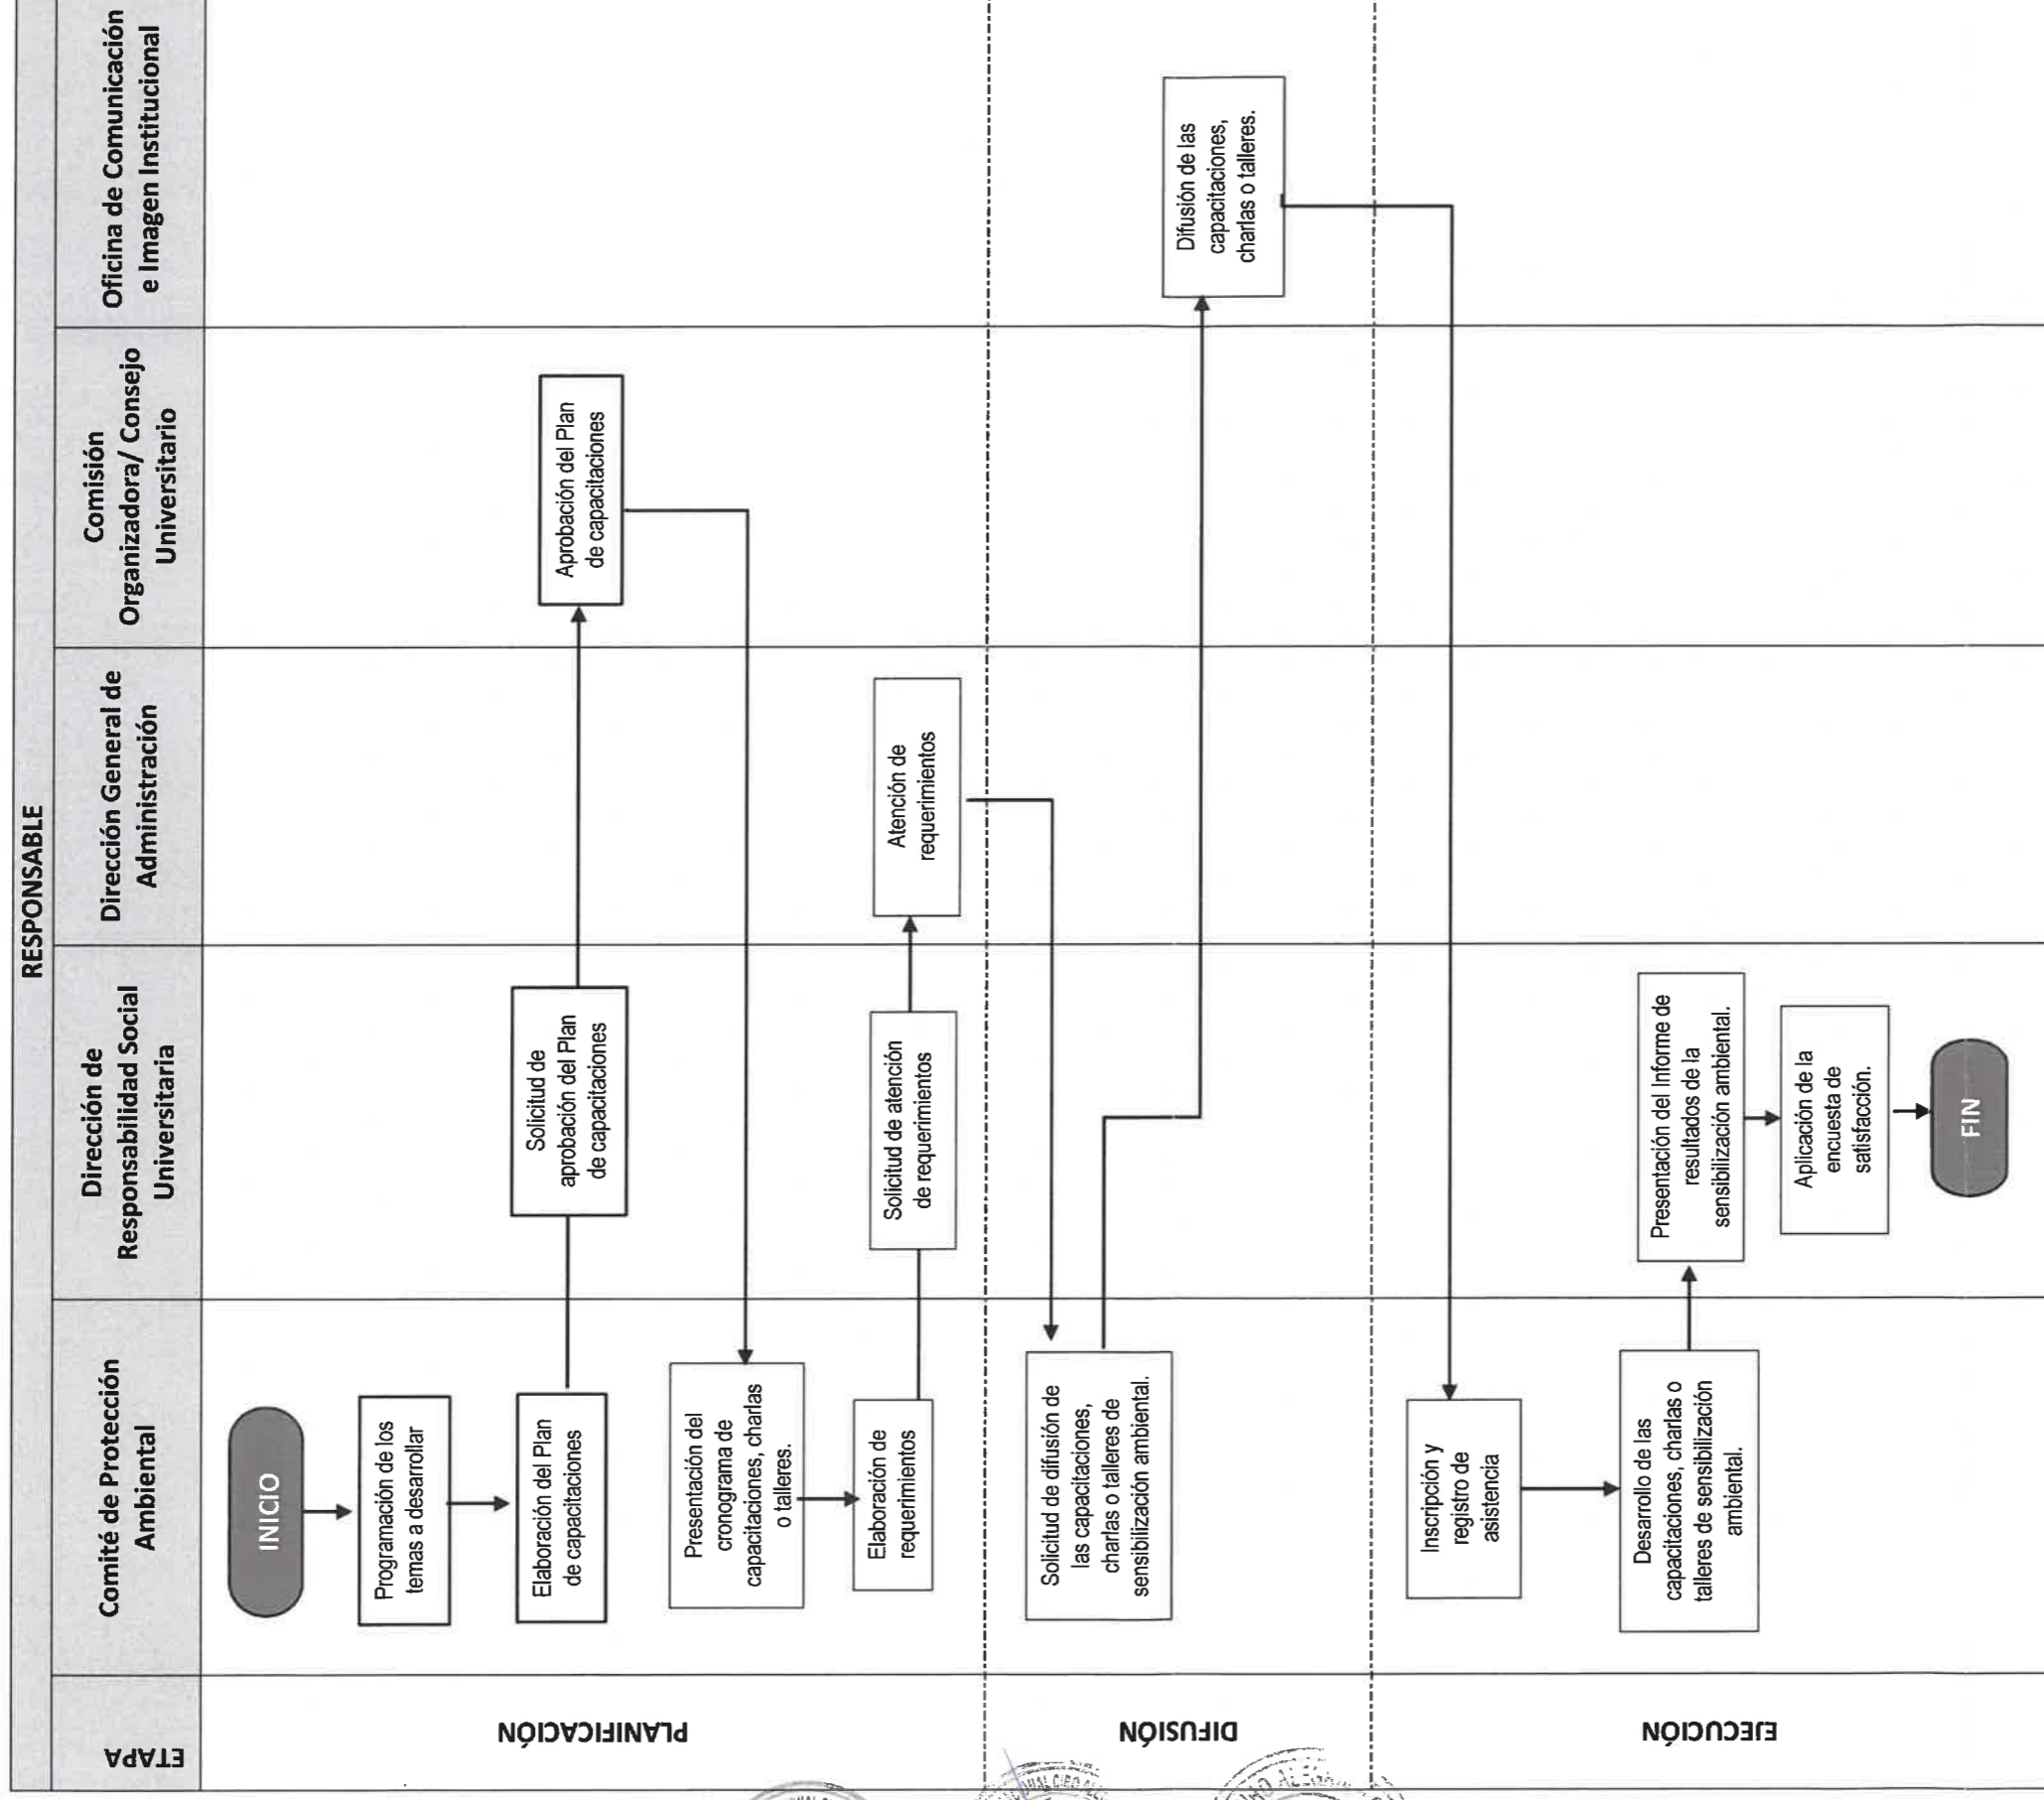 RESPONSABLE
ETAPA
Comité de Protección
Ambiental
Dirección de
Responsabilidad Social
Universitaria
Dirección General de
Administración
Comisión
Organizadora/ Consejo
Universitario
Oficina de Comunicación
e Imagen Institucional
PLANIFICACIÓN
INICIO
Programación de los
temas a desarrollar
Elaboración del Plan
de capacitaciones
Solicitud de
aprobación del Plan
de capacitaciones
Aprobación del Plan
de capacitaciones
Presentación del
cronograma de
capacitaciones, charlas
o talleres.
Elaboración de
requerimientos
Solicitud de atención
de requerimientos
Atención de
requerimientos
DIFUSIÓN
Solicitud de difusión de
las capacitaciones,
charlas o talleres de
sensibilización ambiental.
Difusión de las
capacitaciones,
charlas o talleres.
EJECUCIÓN
Inscripción y
registro de
asistencia
Desarrollo de las
capacitaciones, charlas o
talleres de sensibilización
ambiental.
Presentación del Informe de
resultados de la
sensibilización ambiental.
Aplicación de la
encuesta de
satisfacción.
FIN